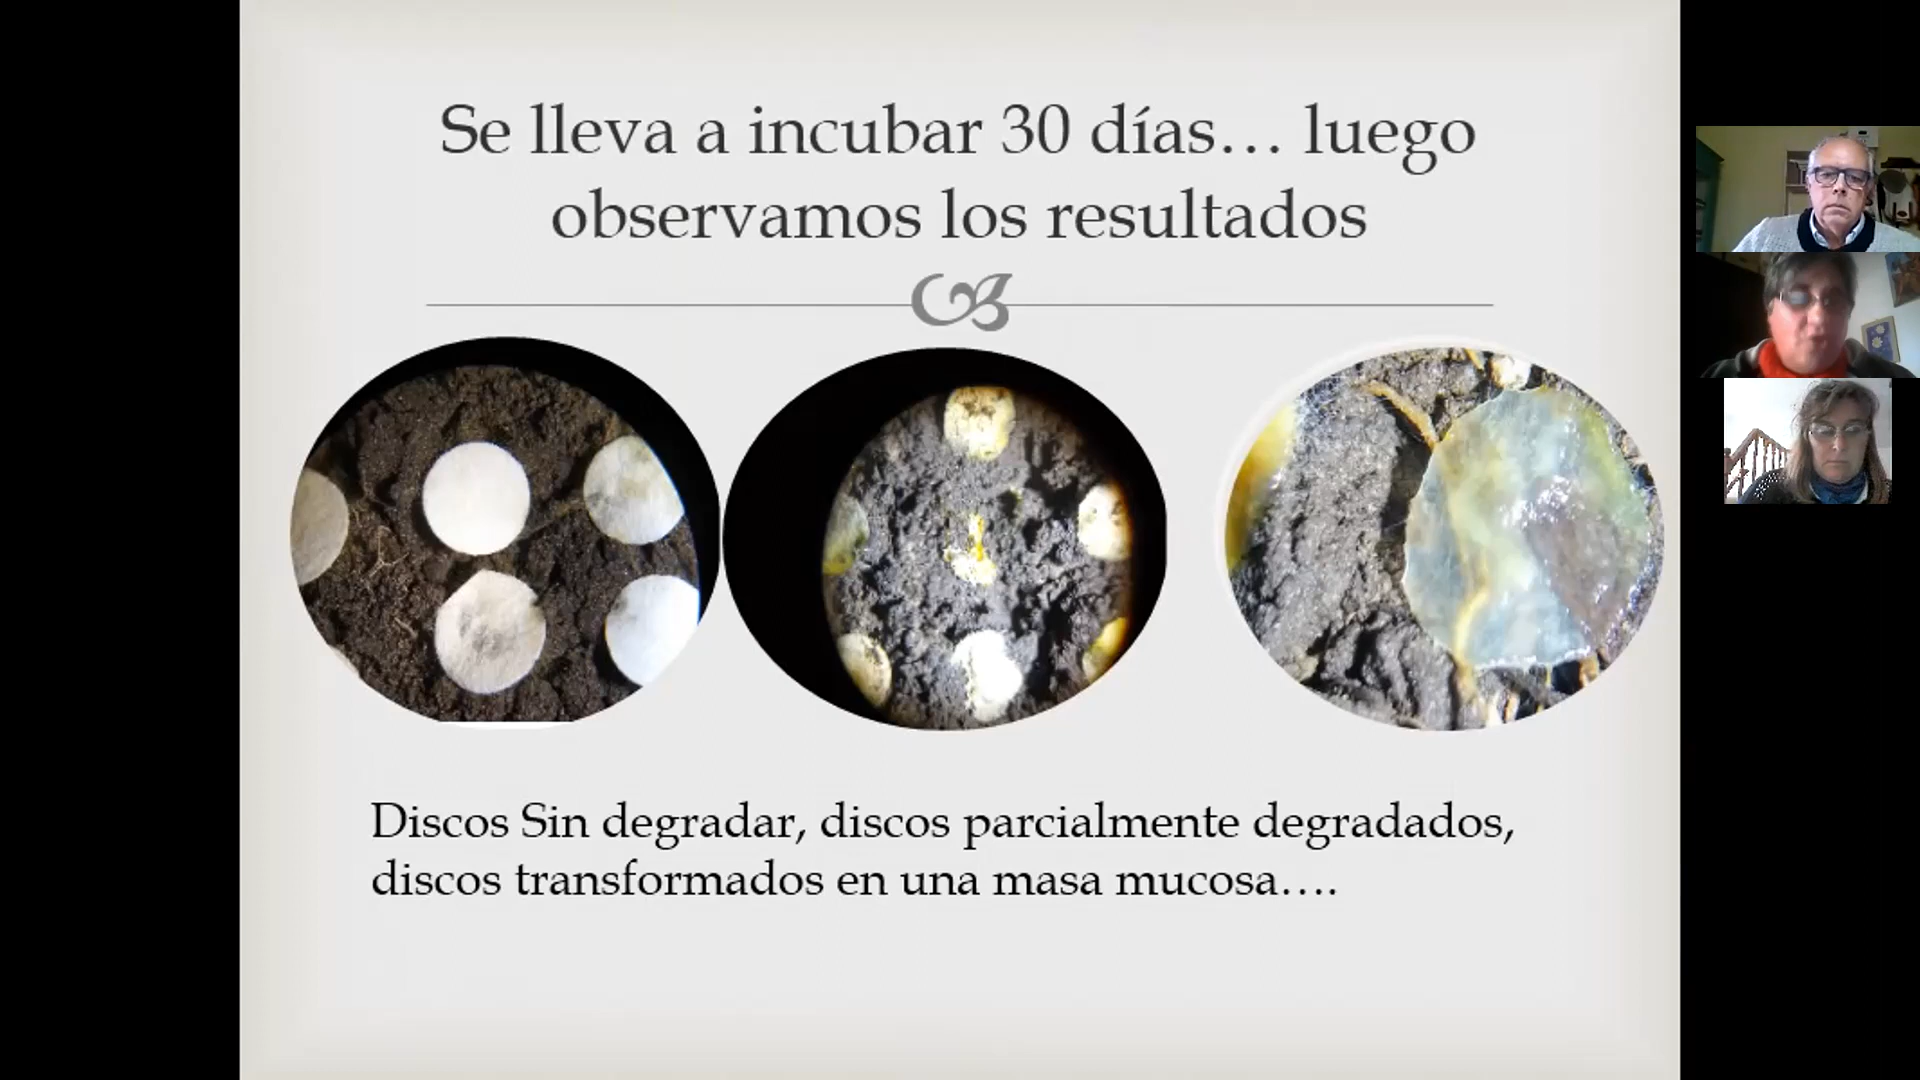 Se lleva a incubar 30 días… luego
observamos los resultados
Discos Sin degradar, discos parcialmente degradados,
discos transformados en una masa mucosa….